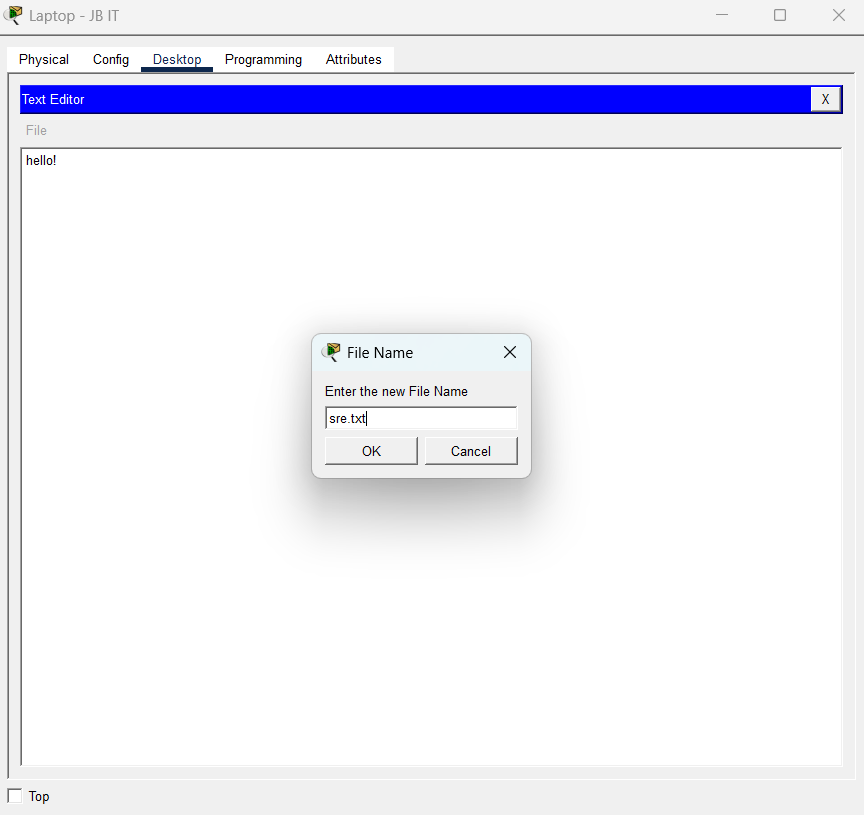 Laptop - JB IT
Physical Config Desktop Programming Attributes
Text Editor X
File
hello!
File Name
Enter the new File Name
sre.txt
OK Cancel
Top